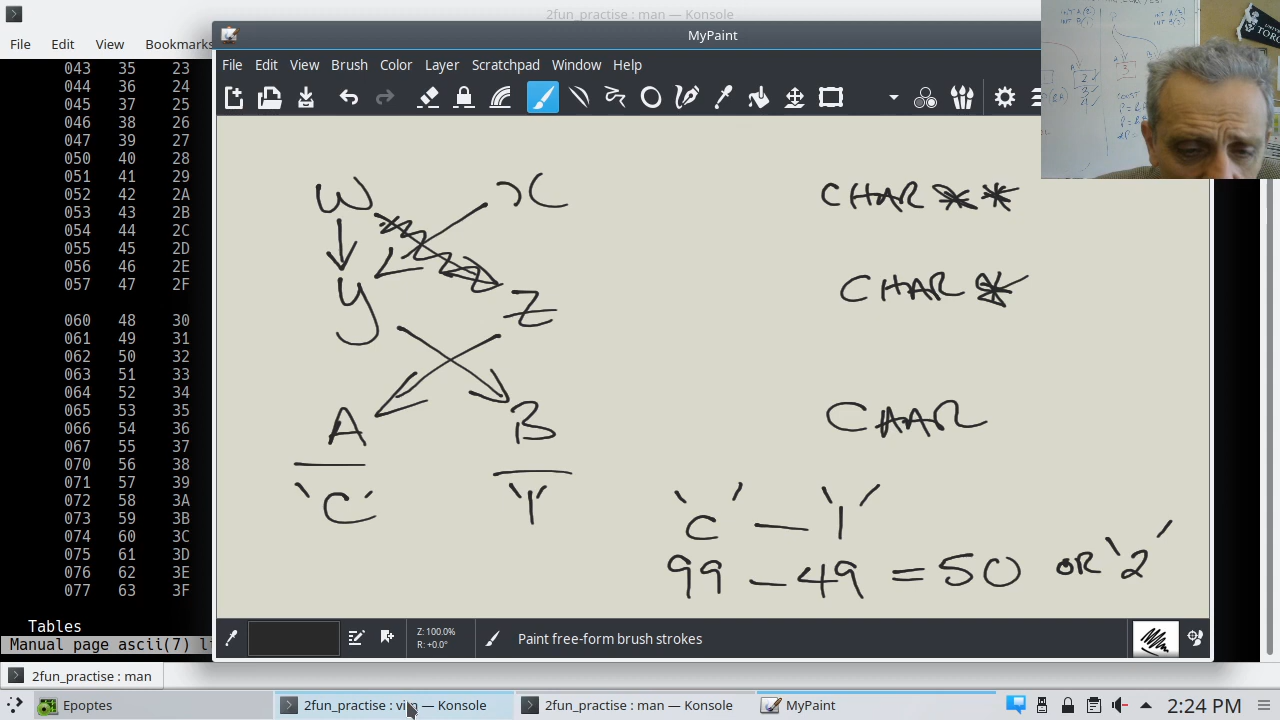 2fun_practise : man — Konsole
File Edit View Bookmarks
MyPaint
File Edit View Brush Color Layer Scratchpad Window Help
043 35 23
044 36 24
045 37 25
046 38 26
047 39 27
050 40 28
051 41 29
052 42 2A
053 43 2B
054 44 2C
055 45 2D
056 46 2E
057 47 2F
060 48 30
061 49 31
062 50 32
063 51 33
064 52 34
065 53 35
066 54 36
067 55 37
070 56 38
071 57 39
072 58 3A
073 59 3B
074 60 3C
075 61 3D
076 62 3E
077 63 3F
Tables
Manual page ascii(7) li
W X CHAR **
Y Z CHAR *
A B CHAR
'C' '1'
'c' — '1'
99 — 49 = 50 OR '2'
Z: 100.0%
R: +0.0°
Paint free-form brush strokes
2fun_practise : man
Epoptes
2fun_practise : vim — Konsole
2fun_practise : man — Konsole
MyPaint
2:24 PM